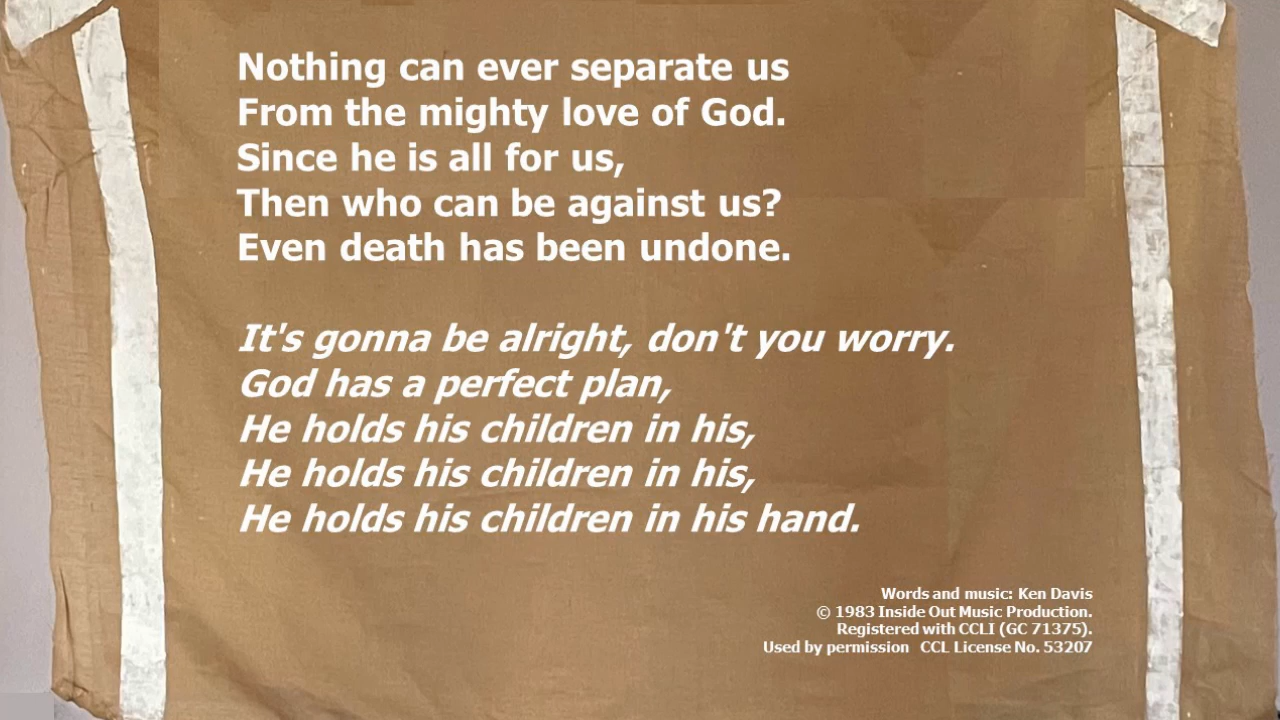 Nothing can ever separate us
From the mighty love of God.
Since he is all for us,
Then who can be against us?
Even death has been undone.
It's gonna be alright, don't you worry.
God has a perfect plan,
He holds his children in his,
He holds his children in his,
He holds his children in his hand.
Words and music: Ken Davis
© 1983 Inside Out Music Production.
Registered with CCLI (GC 71375).
Used by permission   CCL License No. 53207